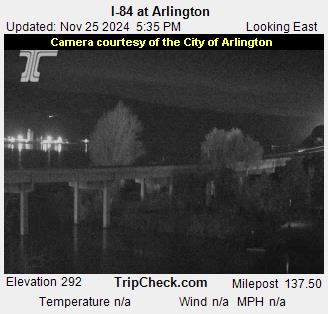 I-84 at Arlington
Updated: Nov 25 2024 5:35 PM Looking East
Camera courtesy of the City of Arlington
Elevation 292 TripCheck.com Milepost 137.50
Temperature n/a Wind n/a MPH n/a